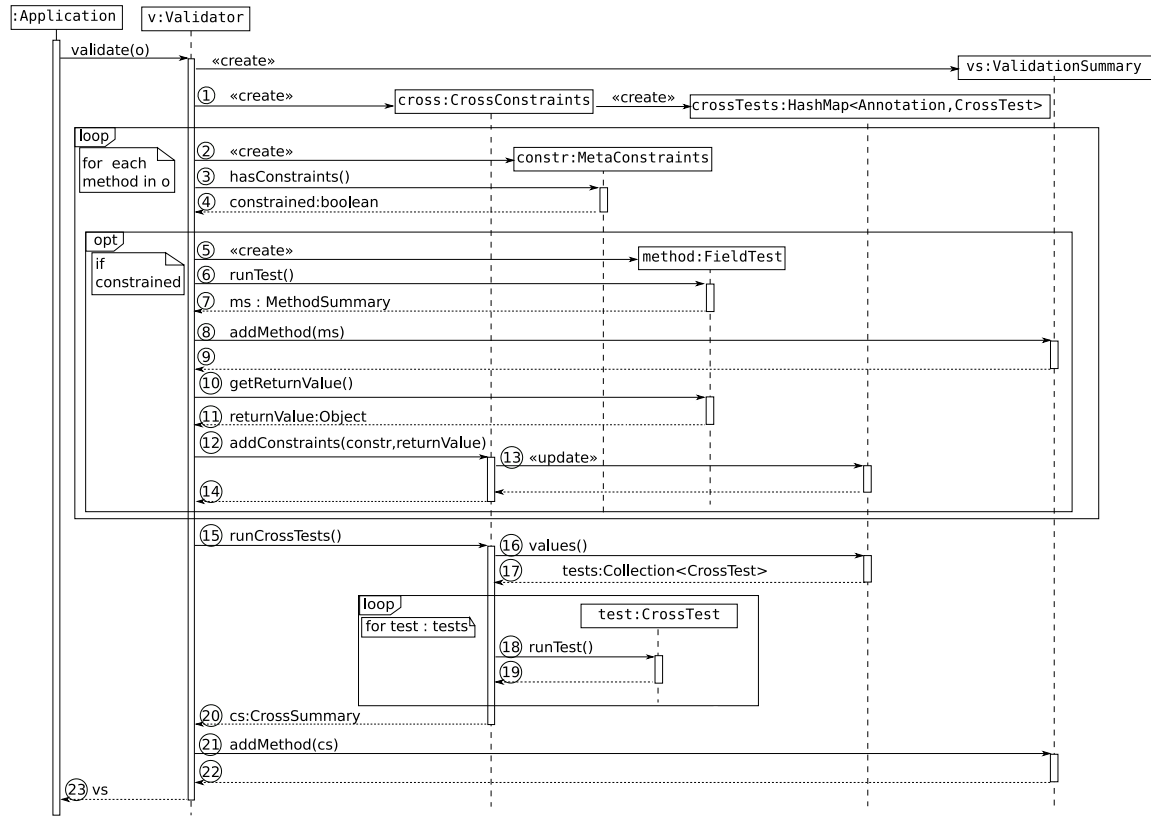 :Application
v:Validator
validate(o)
«create»
vs:ValidationSummary
① «create»
cross:CrossConstraints
«create»
crossTests:HashMap<Annotation,CrossTest>
loop
for each
method in o
② «create»
constr:MetaConstraints
③ hasConstraints()
④ constrained:boolean
opt
if
constrained
⑤ «create»
method:FieldTest
⑥ runTest()
⑦ ms : MethodSummary
⑧ addMethod(ms)
⑨
⑩ getReturnValue()
⑪ returnValue:Object
⑫ addConstraints(constr,returnValue)
⑬ «update»
⑭
⑮ runCrossTests()
⑯ values()
⑰ tests:Collection<CrossTest>
loop
for test : tests
test:CrossTest
⑱ runTest()
⑲
⑳ cs:CrossSummary
㉑ addMethod(cs)
㉒
㉓ vs